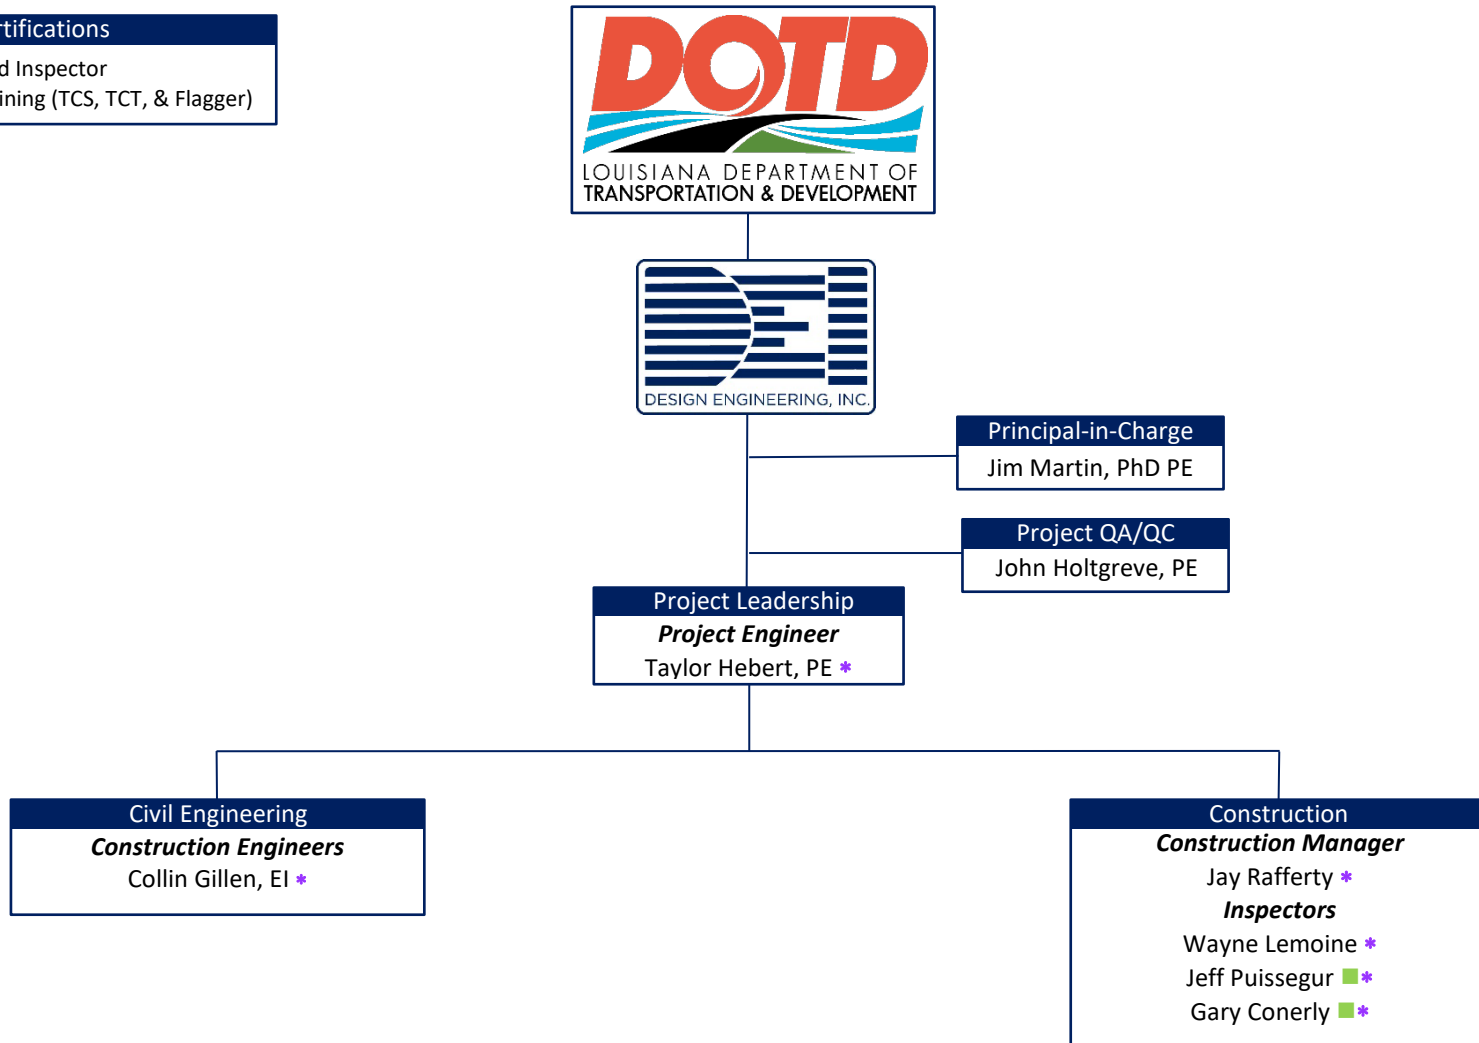 rtifications
d Inspector
ining (TCS, TCT, & Flagger)
DOTD
LOUISIANA DEPARTMENT OF
TRANSPORTATION & DEVELOPMENT
DEI
DESIGN ENGINEERING, INC.
Principal-in-Charge
Jim Martin, PhD PE
Project QA/QC
John Holtgreve, PE
Project Leadership
Project Engineer
Taylor Hebert, PE *
Civil Engineering
Construction Engineers
Collin Gillen, EI *
Construction
Construction Manager
Jay Rafferty *
Inspectors
Wayne Lemoine *
Jeff Puissegur ■*
Gary Conerly ■*